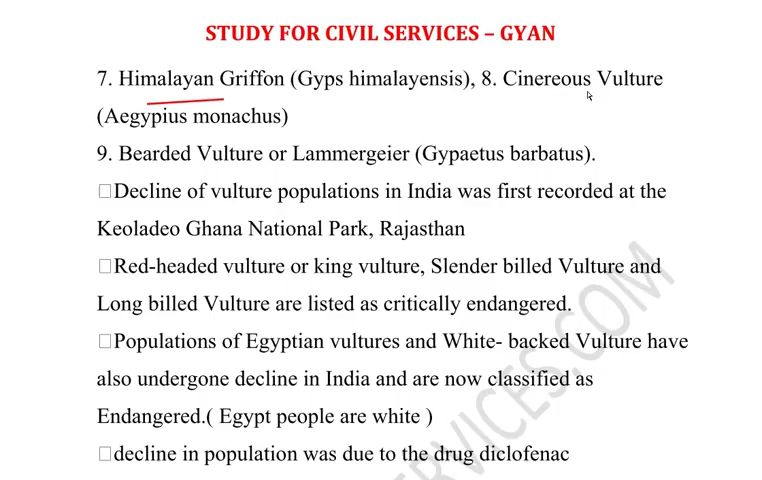 STUDY FOR CIVIL SERVICES – GYAN
7. Himalayan Griffon (Gyps himalayensis), 8. Cinereous Vulture
(Aegypius monachus)
9. Bearded Vulture or Lammergeier (Gypaetus barbatus).
Decline of vulture populations in India was first recorded at the
Keoladeo Ghana National Park, Rajasthan
Red-headed vulture or king vulture, Slender billed Vulture and
Long billed Vulture are listed as critically endangered.
Populations of Egyptian vultures and White- backed Vulture have
also undergone decline in India and are now classified as
Endangered.( Egypt people are white )
decline in population was due to the drug diclofenac
ERVICES.COM